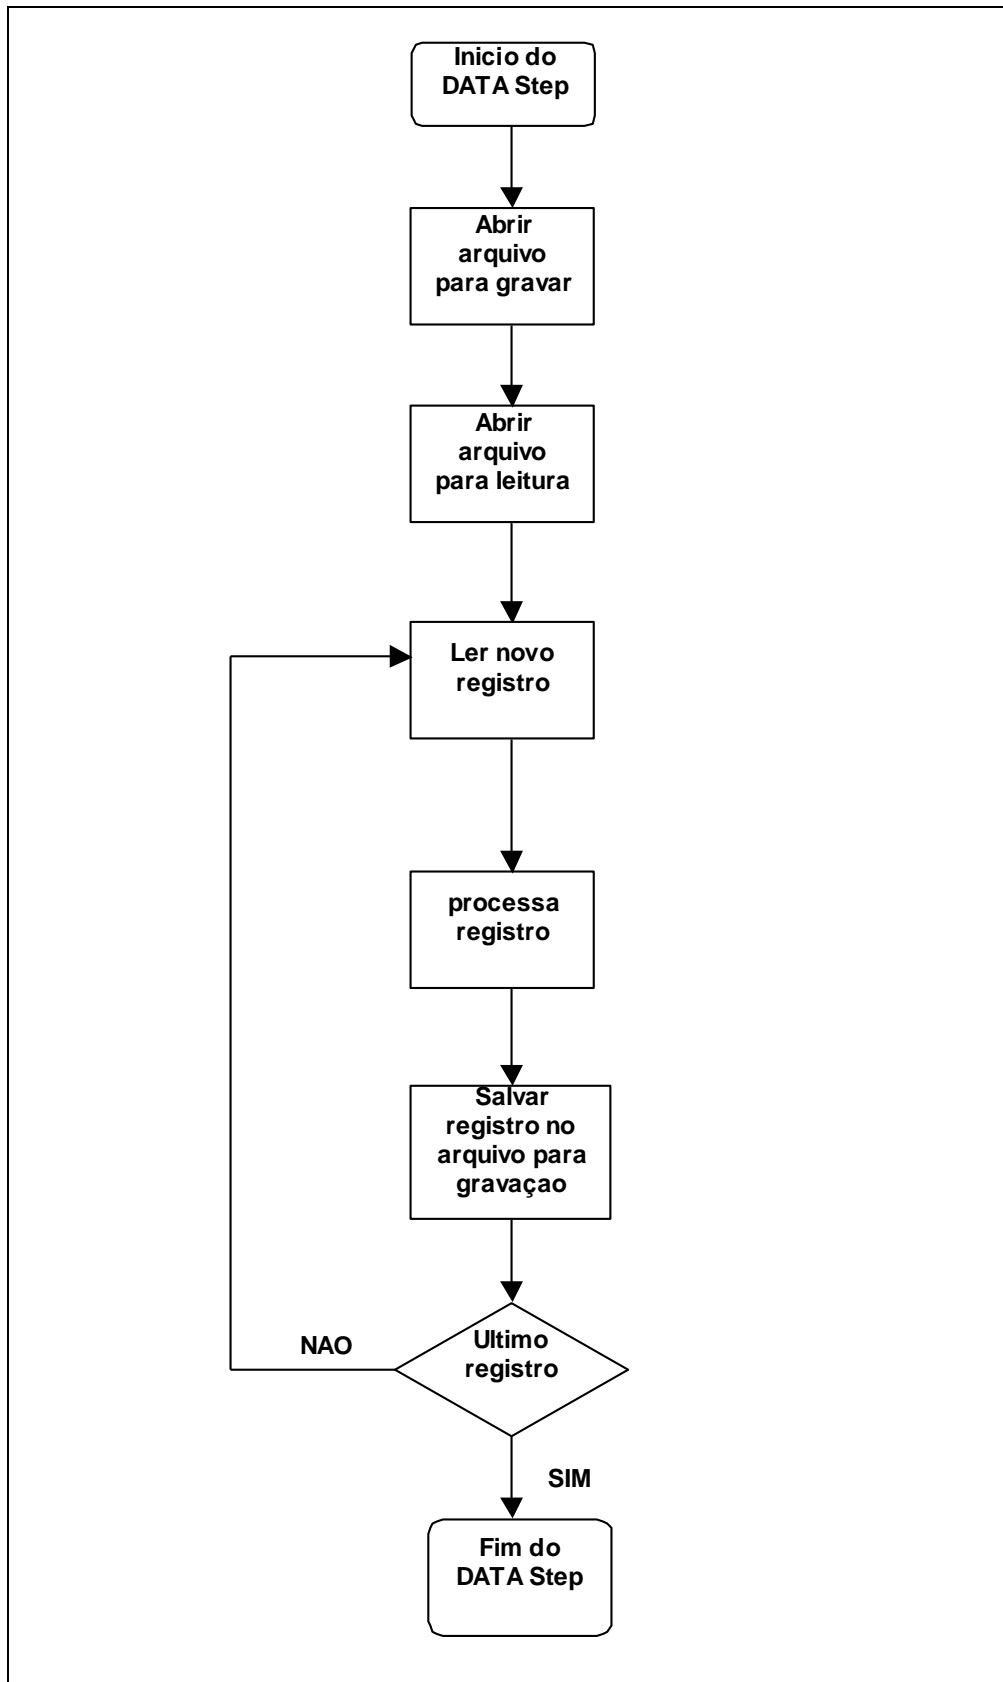 Inicio do
DATA Step
Abrir
arquivo
para gravar
Abrir
arquivo
para leitura
Ler novo
registro
processa
registro
Salvar
registro no
arquivo para
gravaçao
Ultimo
registro
NAO
SIM
Fim do
DATA Step